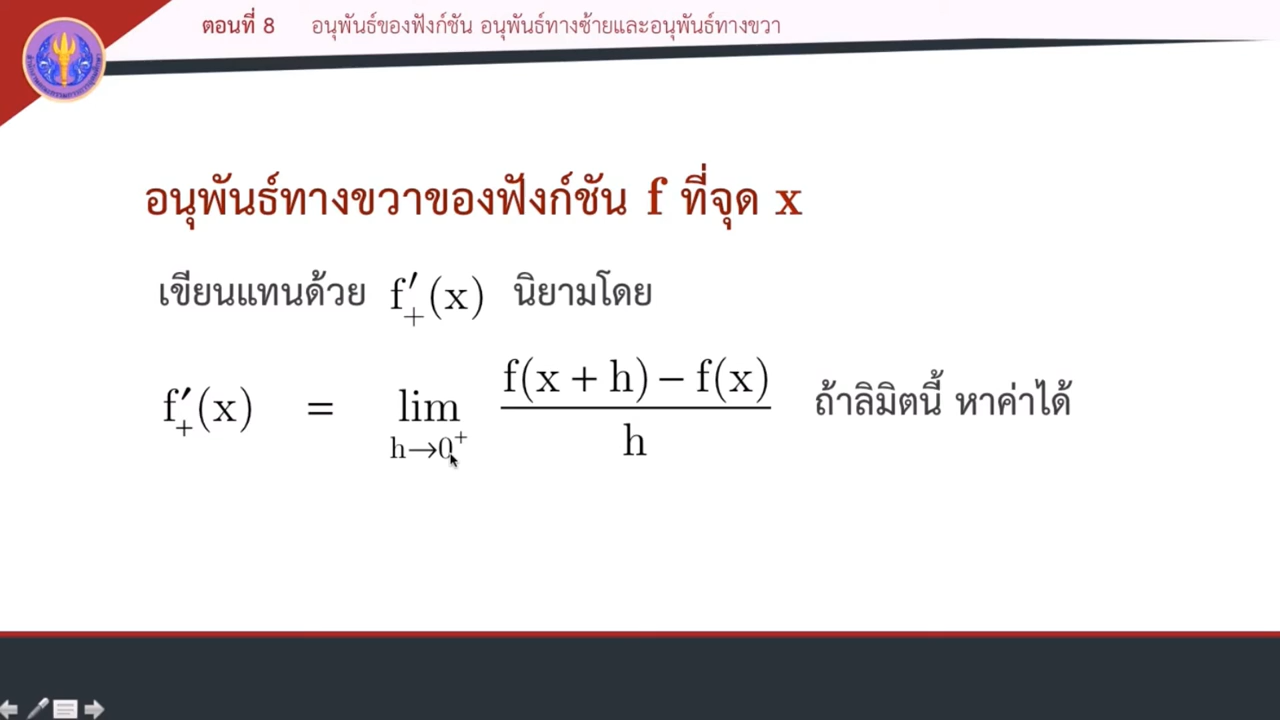 ตอนที่ 8 อนุพันธ์ของฟังก์ชัน อนุพันธ์ทางซ้ายและอนุพันธ์ทางขวา
อนุพันธ์ทางขวาของฟังก์ชัน f ที่จุด x
เขียนแทนด้วย f′₊(x) นิยามโดย
f′₊(x) = lim h→0⁺ (f(x + h) − f(x)) / h ถ้าลิมิตนี้ หาค่าได้